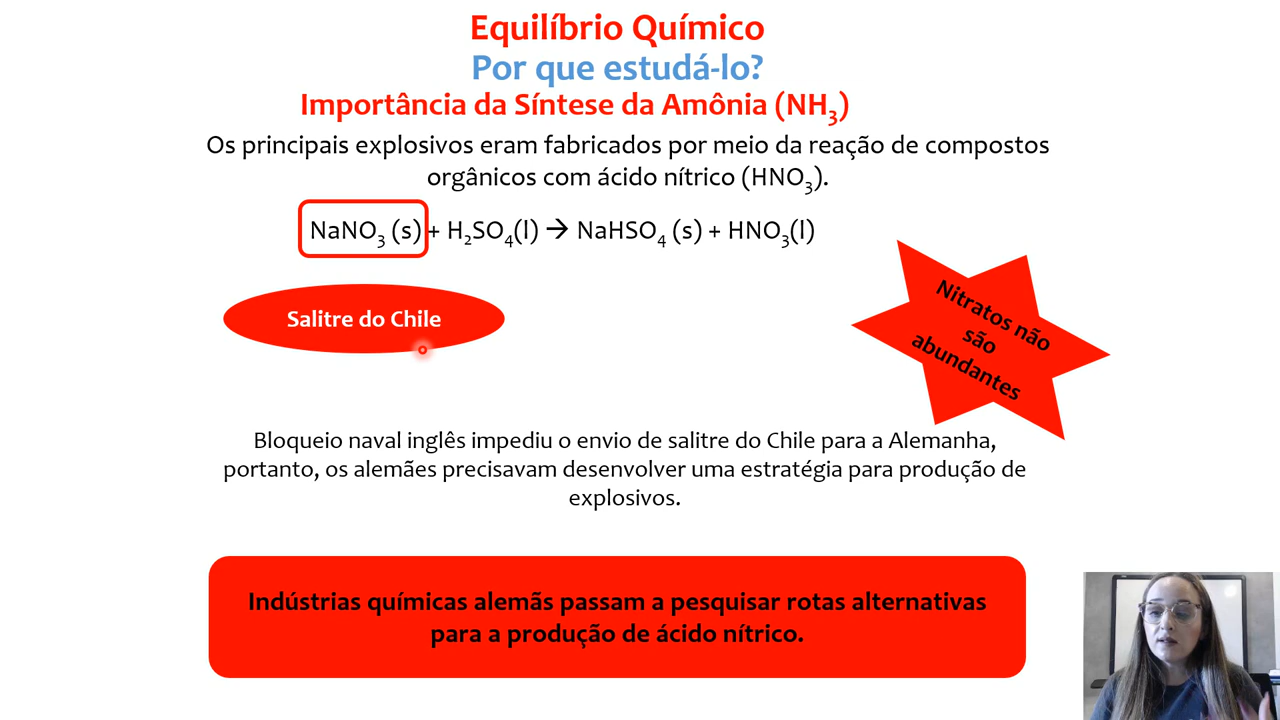 Equilíbrio Químico
Por que estudá-lo?
Importância da Síntese da Amônia (NH₃)
Os principais explosivos eram fabricados por meio da reação de compostos
orgânicos com ácido nítrico (HNO₃).
NaNO₃ (s) + H₂SO₄(l) → NaHSO₄ (s) + HNO₃(l)
Salitre do Chile
Nitratos não
são
abundantes
Bloqueio naval inglês impediu o envio de salitre do Chile para a Alemanha,
portanto, os alemães precisavam desenvolver uma estratégia para produção de
explosivos.
Indústrias químicas alemãs passam a pesquisar rotas alternativas
para a produção de ácido nítrico.